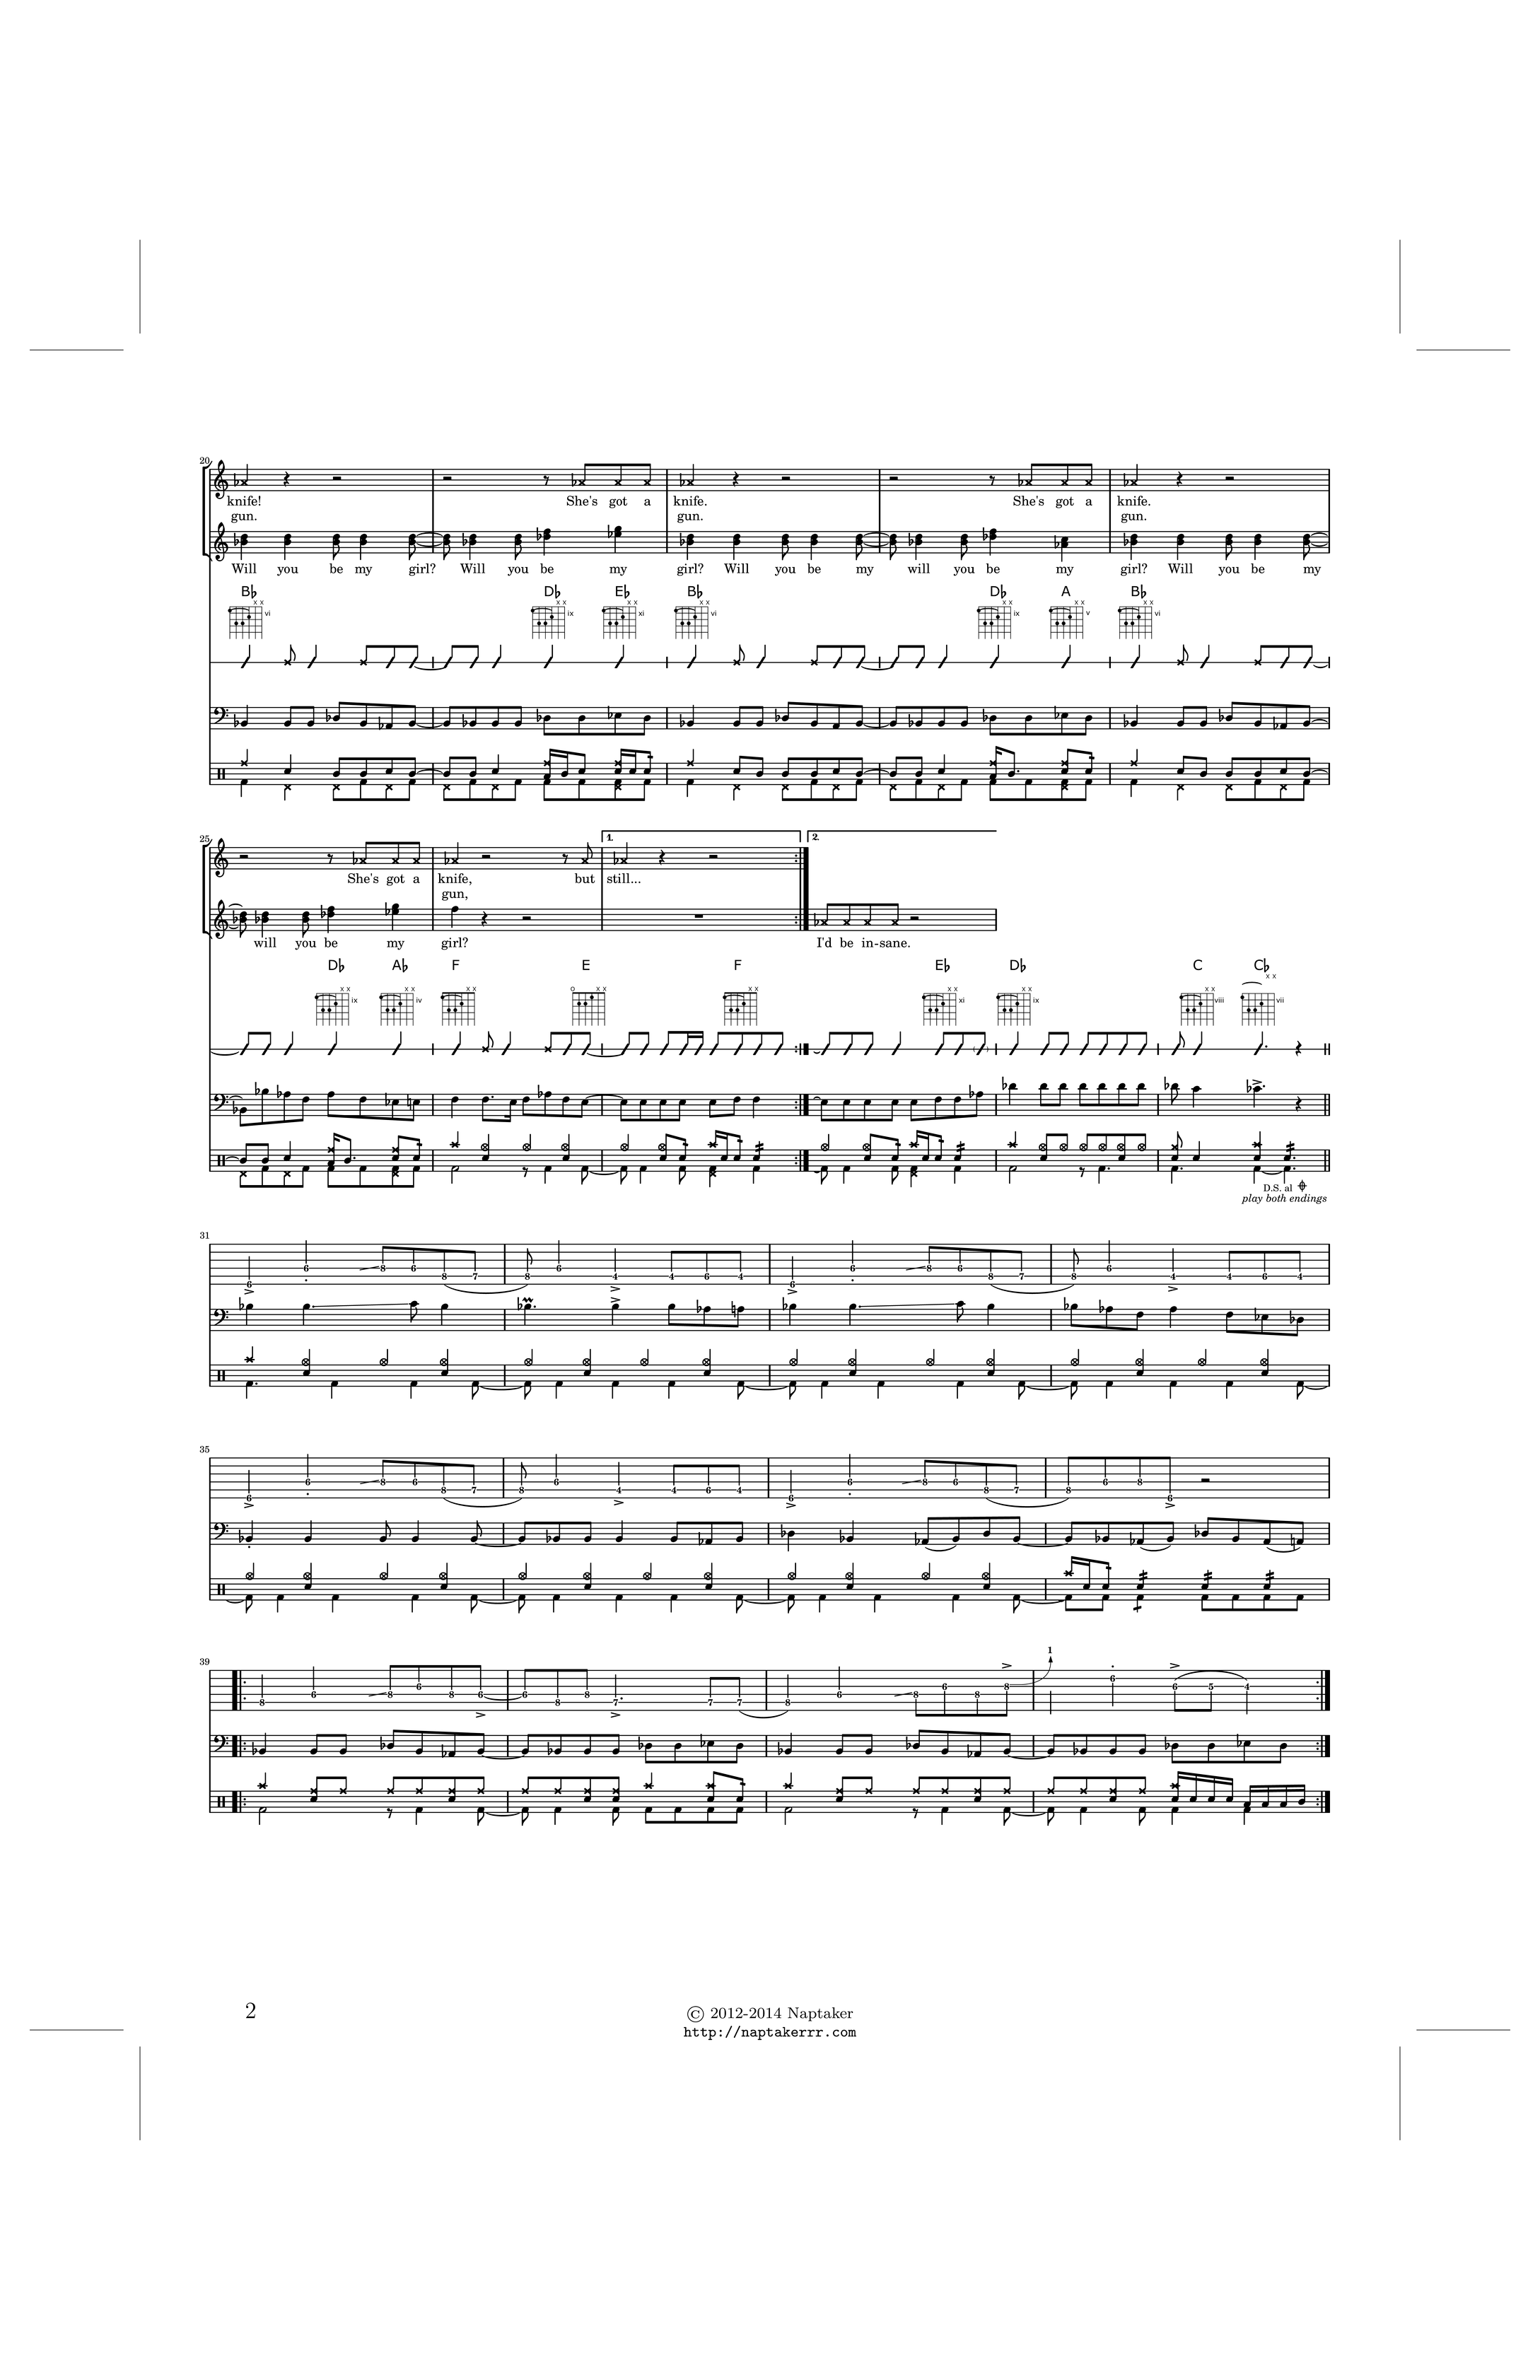 20
knife! She's got a knife. She's got a knife.
gun. gun. gun.
Will you be my girl? Will you be my girl? Will you be my will you be my girl? Will you be my
B♭ D♭ E♭ B♭ D♭ A B♭
x x x x x x x x x x x x x x
vi ix xi vi ix v vi
25
1. 2.
She's got a knife, but still...
gun,
will you be my girl? I'd be in-sane.
D♭ A♭ F E F E♭ D♭ C C♭
x x x x x x o x x x x x x x x x x x x
ix iv xi ix viii vii
D.S. al
play both endings
31
6 6 8 6 8 7 8 6 4 4 6 4 6 6 8 6 8 7 8 6 4 4 6 4
35
6 6 8 6 8 7 8 6 4 4 6 4 6 6 8 6 8 7 8 6 8 6
39
1
8 6 8 6 8 6 6 8 8 7 7 7 8 6 8 6 8 8 6 6 5 4
2
© 2012-2014 Naptaker
http://naptakerrr.com